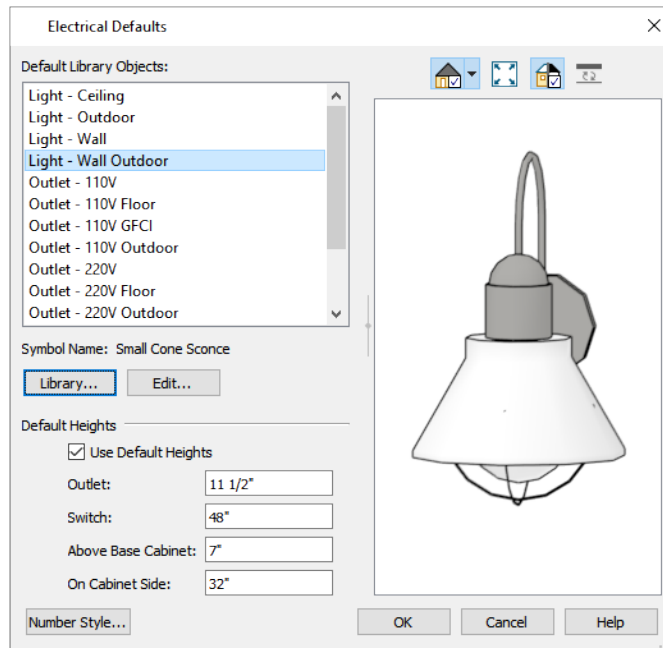 Electrical Defaults
Default Library Objects:
Light - Ceiling
Light - Outdoor
Light - Wall
Light - Wall Outdoor
Outlet - 110V
Outlet - 110V Floor
Outlet - 110V GFCI
Outlet - 110V Outdoor
Outlet - 220V
Outlet - 220V Floor
Outlet - 220V Outdoor
Symbol Name: Small Cone Sconce
Library... Edit...
Default Heights
Use Default Heights
Outlet: 11 1/2"
Switch: 48"
Above Base Cabinet: 7"
On Cabinet Side: 32"
Number Style... OK Cancel Help